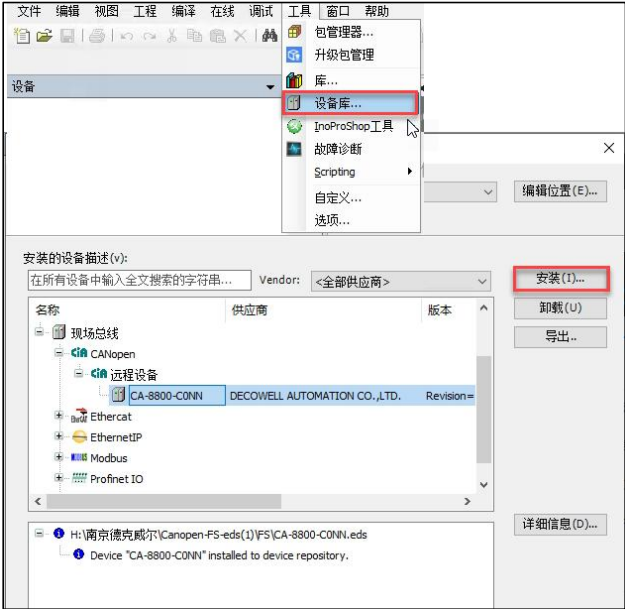 文件 编辑 视图 工程 编译 在线 调试 工具 窗口 帮助
包管理器...
升级包管理
设备
库...
设备库...
InoProShop工具
故障诊断
Scripting
自定义...
选项...
编辑位置(E)...
安装的设备描述(v):
在所有设备中输入全文搜索的字符串... Vendor: <全部供应商> 安装(I)...
名称 供应商 版本 卸载(U)
现场总线 导出..
CiA CANopen
CiA 远程设备
CA-8800-C0NN DECOWELL AUTOMATION CO.,LTD. Revision=
EtherCAT Ethercat
EthernetIP
Modbus
Profinet IO
详细信息(D)...
H:\南京德克威尔\Canopen-FS-eds(1)\FS\CA-8800-C0NN.eds
Device "CA-8800-C0NN" installed to device repository.